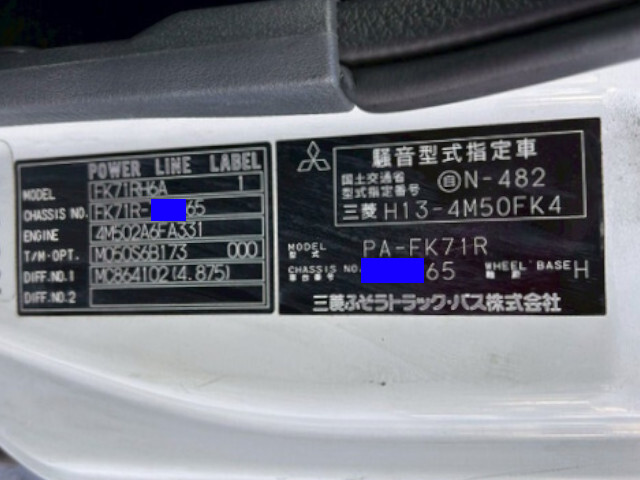 POWER LINE LABEL
MODEL FK71RH6A 1
CHASSIS NO. FK71R- 65
ENGINE 4M502A6FA331
T/M-OPT. M050S6B173 000
DIFF.NO.1 MC864102(4.875)
DIFF.NO.2
騒音型式指定車
国土交通省
型式指定番号 自N-482
三菱 H13-4M50FK4
MODEL 型式 PA-FK71R
CHASSIS NO. 車台番号 65 WHEEL BASE H
三菱ふそうトラック・バス株式会社